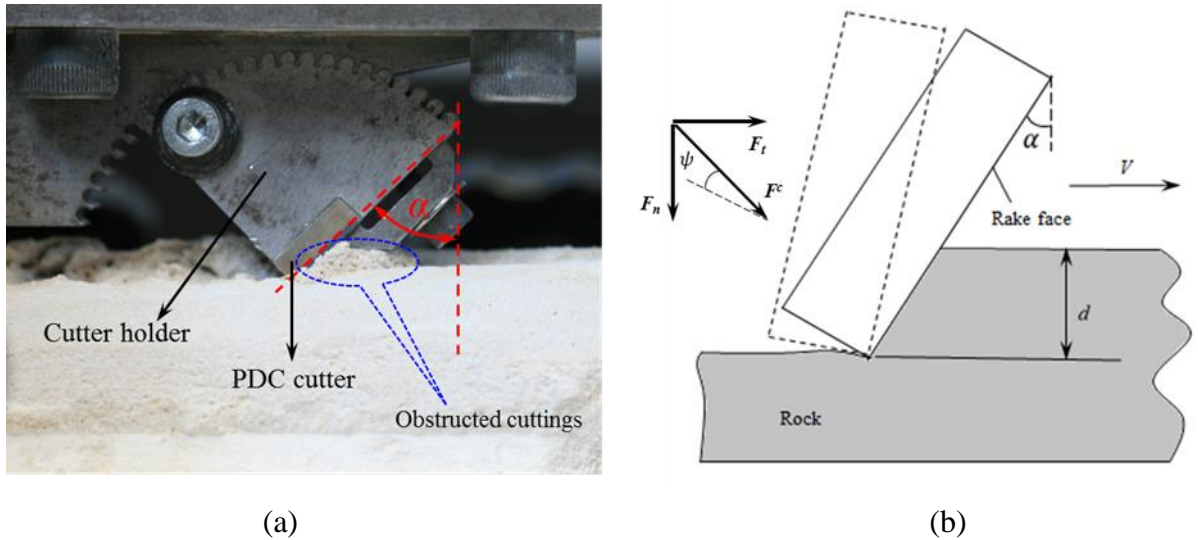 α
Cutter holder
PDC cutter
Obstructed cuttings
(a)
F_t
ψ
F^c
F_n
α
V
Rake face
d
Rock
(b)